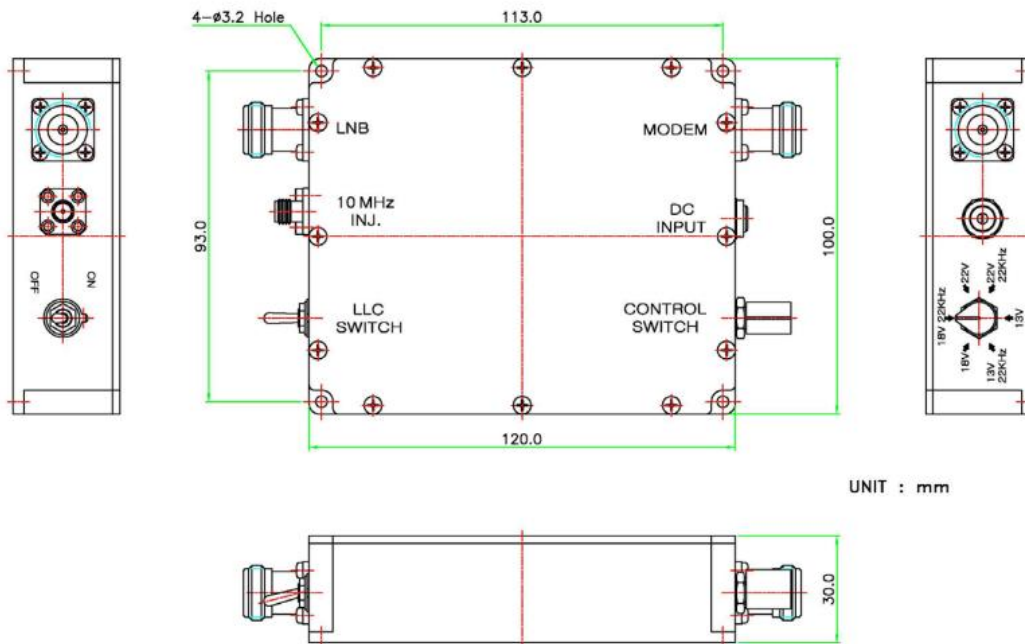 4-ø3.2 Hole
113.0
LNB
MODEM
10 MHz
INJ.
DC
INPUT
93.0
100.0
OFF
ON
LLC
SWITCH
CONTROL
SWITCH
22V
22V
22KHz
18V 22KHz
13V
18V
13V
22KHz
120.0
UNIT : mm
30.0